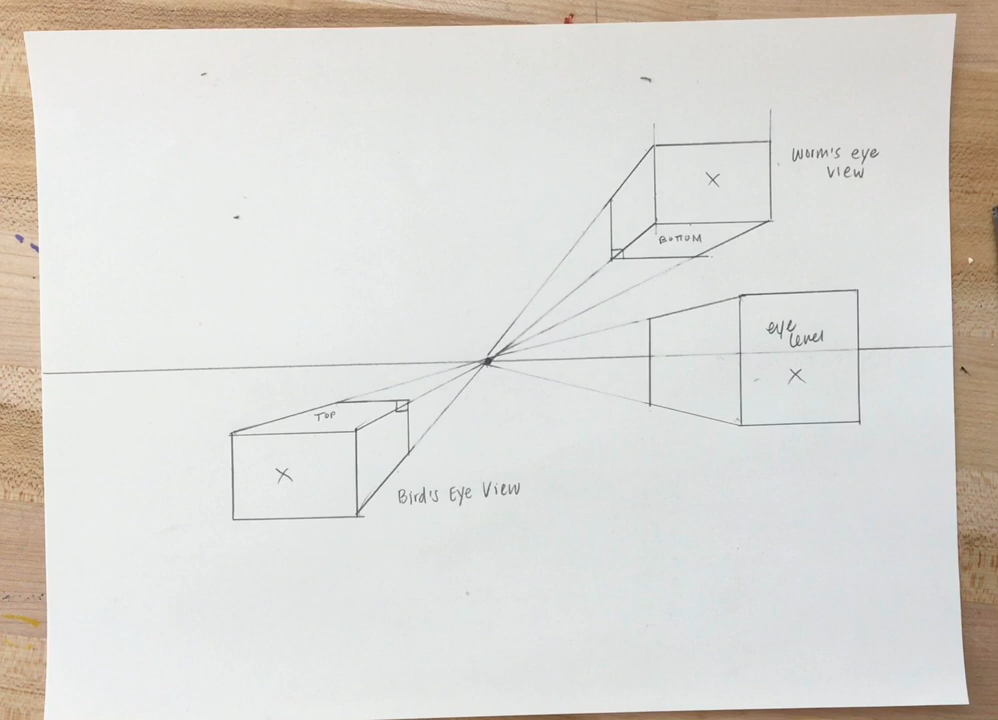 Worm's eye
view
X
BOTTOM
eye
level
X
TOP
X
Bird's Eye View